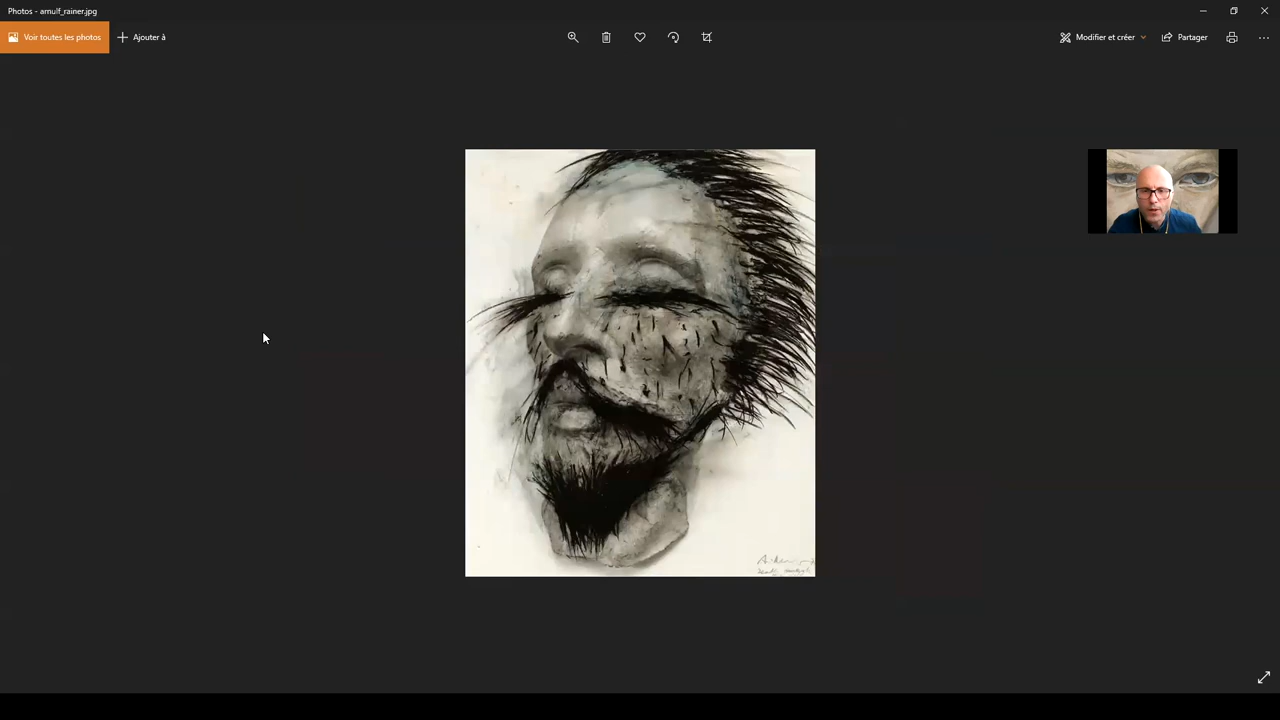 Photos - arnulf_rainer.jpg
Voir toutes les photos
Ajouter à
Modifier et créer
Partager